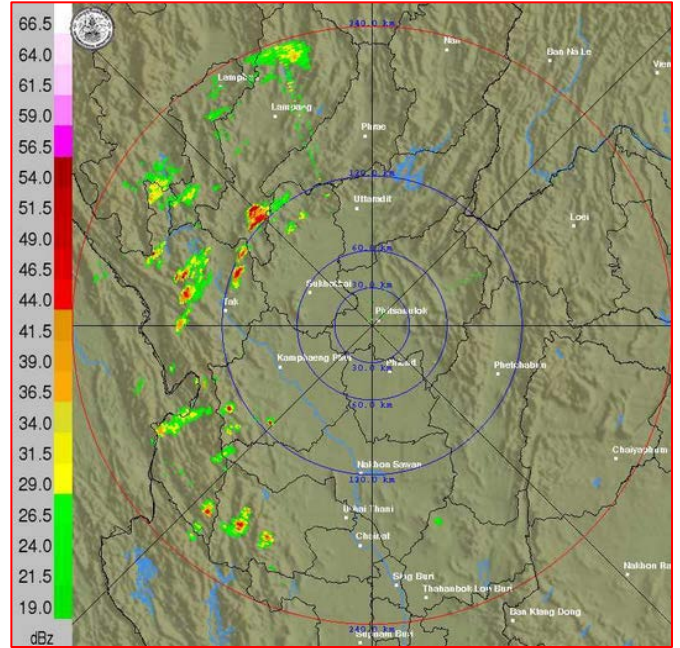 66.5
64.0
61.5
59.0
56.5
54.0
51.5
49.0
46.5
44.0
41.5
39.0
36.5
34.0
31.5
29.0
26.5
24.0
21.5
19.0
dBz
240.0 km
Nan
Ban Na Le
Lampang
Phrae
120.0 km
Uttaradit
Loei
60.0 km
30.0 km
Sukhothai
Tak
Phitsanulok
Kamphaeng Phet
30.0 km
Phichit
Phetchabun
60.0 km
Nakhon Sawan
120.0 km
Chaiyaphum
Uthai Thani
Chainat
Sing Buri
Thahanbok Lop Buri
Nakhon Ra
Ban Klang Dong
240.0 km
Suphan Buri